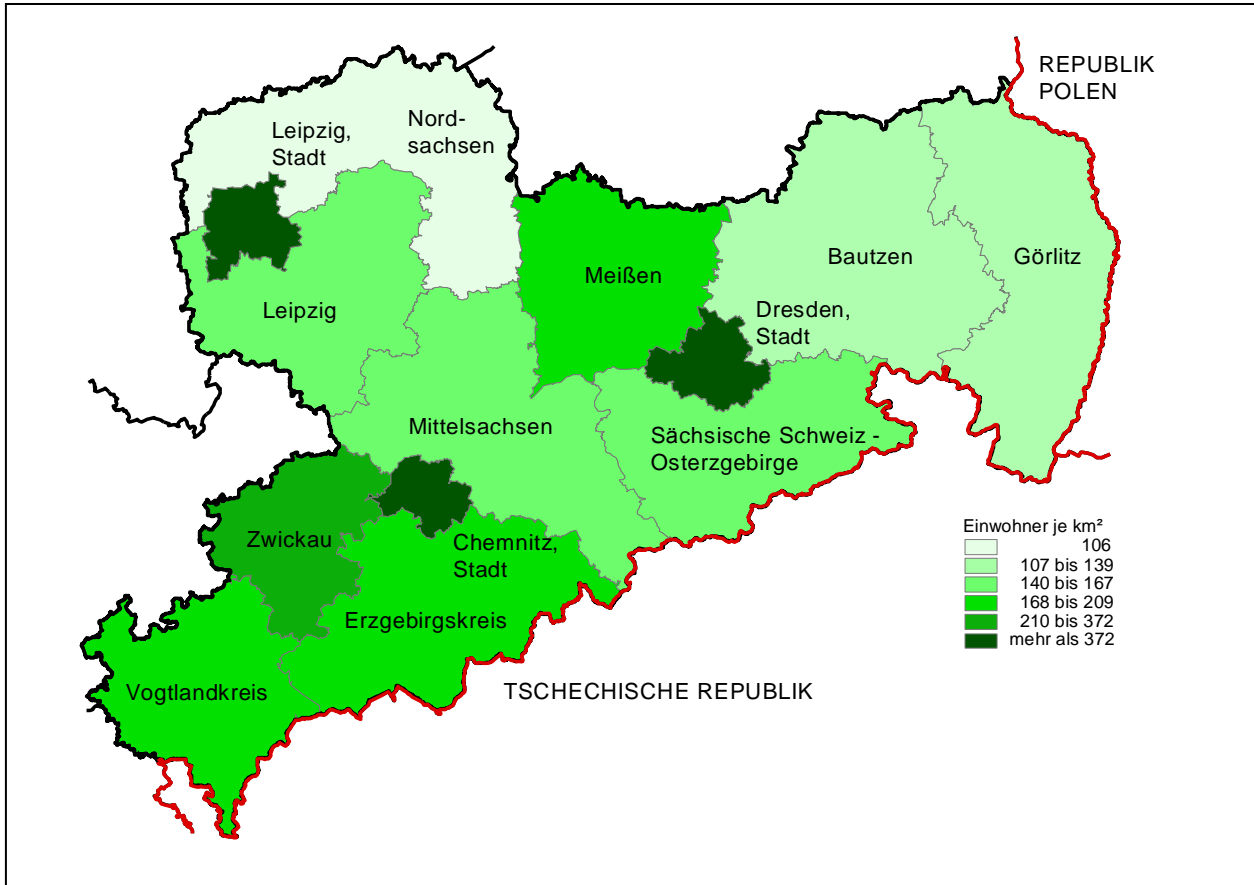 REPUBLIK
POLEN
Nord-
sachsen
Leipzig,
Stadt
Bautzen
Görlitz
Meißen
Leipzig
Dresden,
Stadt
Mittelsachsen
Sächsische Schweiz -
Osterzgebirge
Zwickau
Chemnitz,
Stadt
Erzgebirgskreis
Vogtlandkreis
TSCHECHISCHE REPUBLIK
Einwohner je km²
106
107 bis 139
140 bis 167
168 bis 209
210 bis 372
mehr als 372